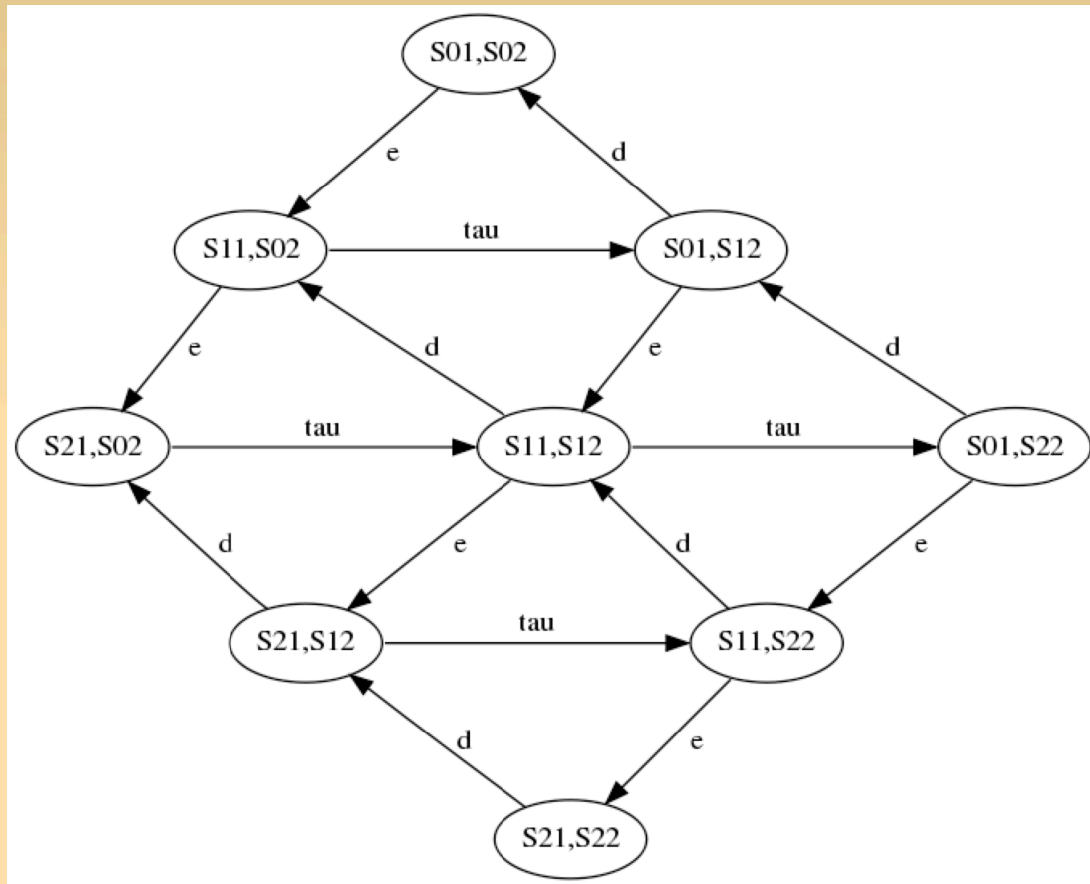 S01,S02
e
d
S11,S02
tau
S01,S12
e
d
e
d
S21,S02
tau
S11,S12
tau
S01,S22
d
e
d
e
S21,S12
tau
S11,S22
d
e
S21,S22